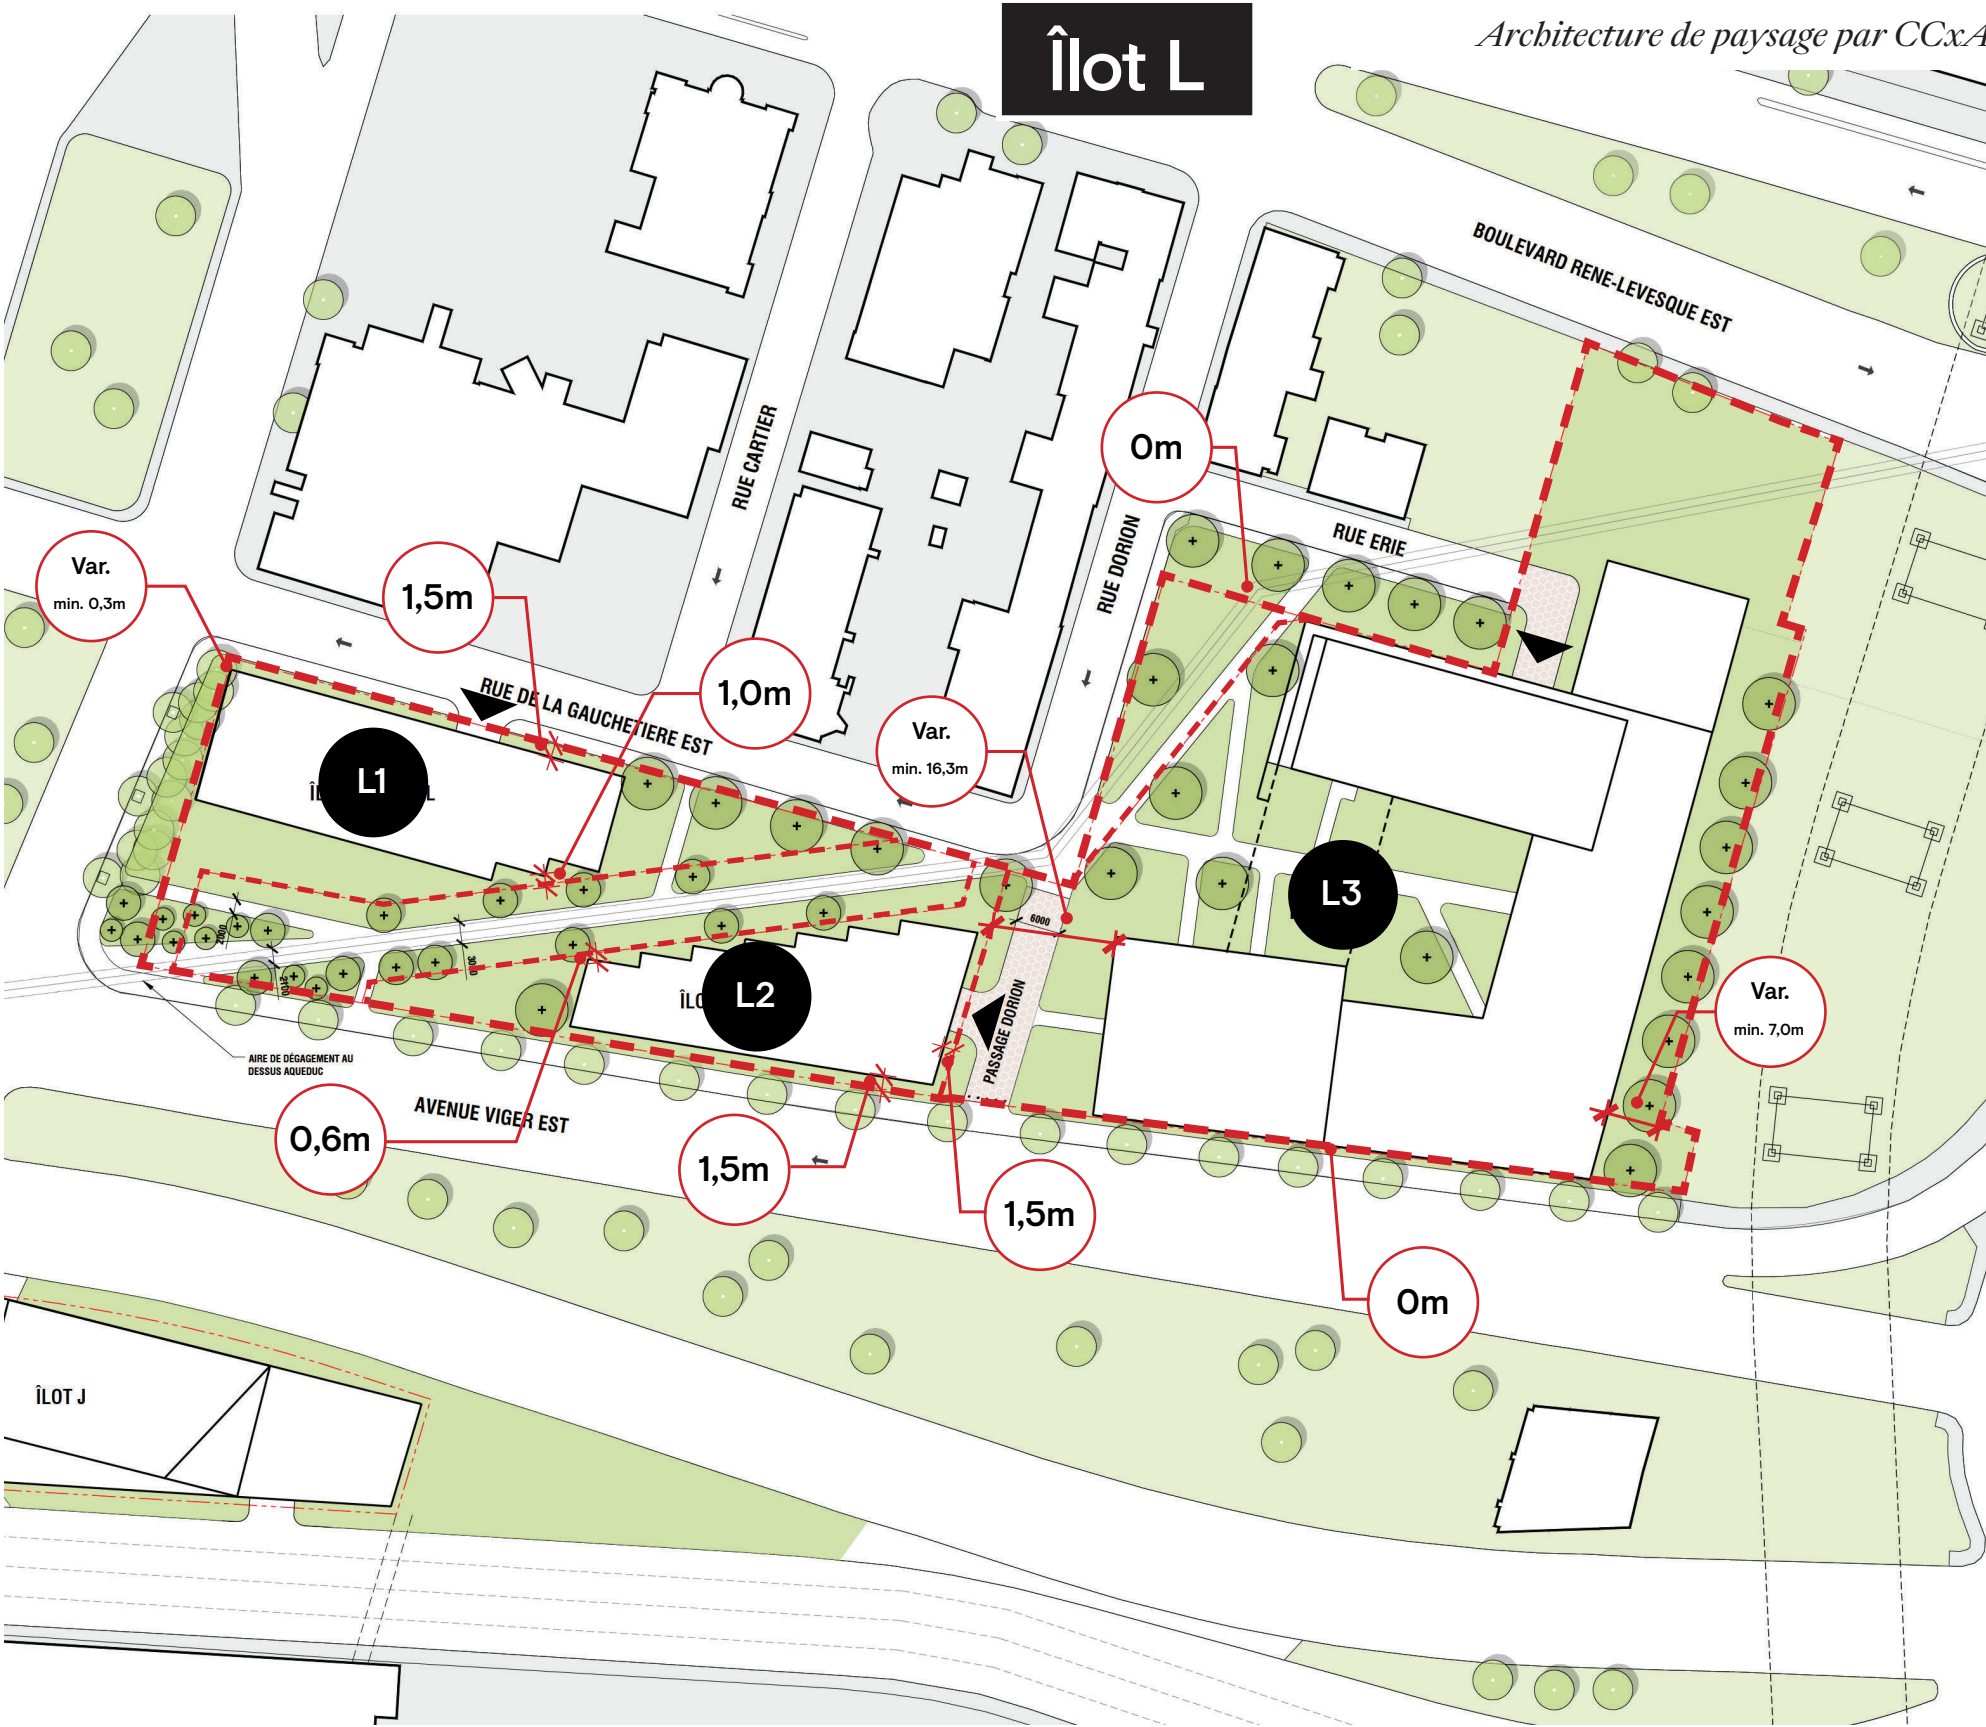 Îlot L
Architecture de paysage par CCxA
BOULEVARD RENE-LEVESQUE EST
RUE CARTIER
0m
RUE ERIE
RUE DORION
Var.
min. 0,3m
1,5m
1,0m
RUE DE LA GAUCHETIERE EST
Var.
min. 16,3m
L1
L3
6000
2000
3000
2100
L2
PASSAGE DORION
Var.
min. 7,0m
AIRE DE DÉGAGEMENT AU
DESSUS AQUEDUC
AVENUE VIGER EST
0,6m
1,5m
1,5m
0m
ÎLOT J